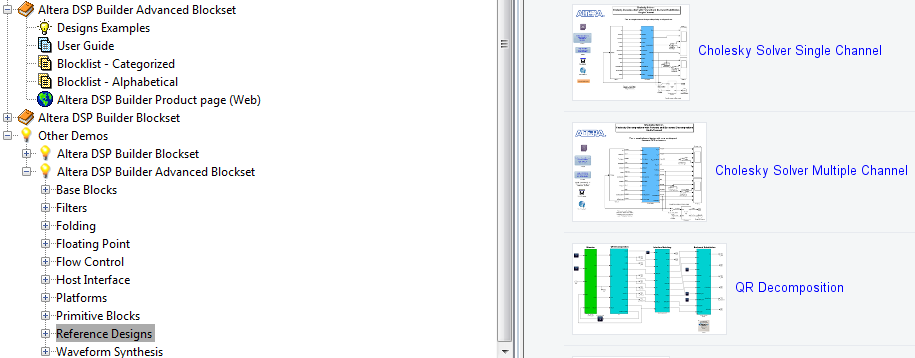 Altera DSP Builder Advanced Blockset
Designs Examples
User Guide
Blocklist - Categorized
Blocklist - Alphabetical
Altera DSP Builder Product page (Web)
Altera DSP Builder Blockset
Other Demos
Altera DSP Builder Blockset
Altera DSP Builder Advanced Blockset
Base Blocks
Filters
Folding
Floating Point
Flow Control
Host Interface
Platforms
Primitive Blocks
Reference Designs
Waveform Synthesis
ALTERA
Cholesky Solver Single Channel
ALTERA
Cholesky Solver Multiple Channel
QR Decomposition